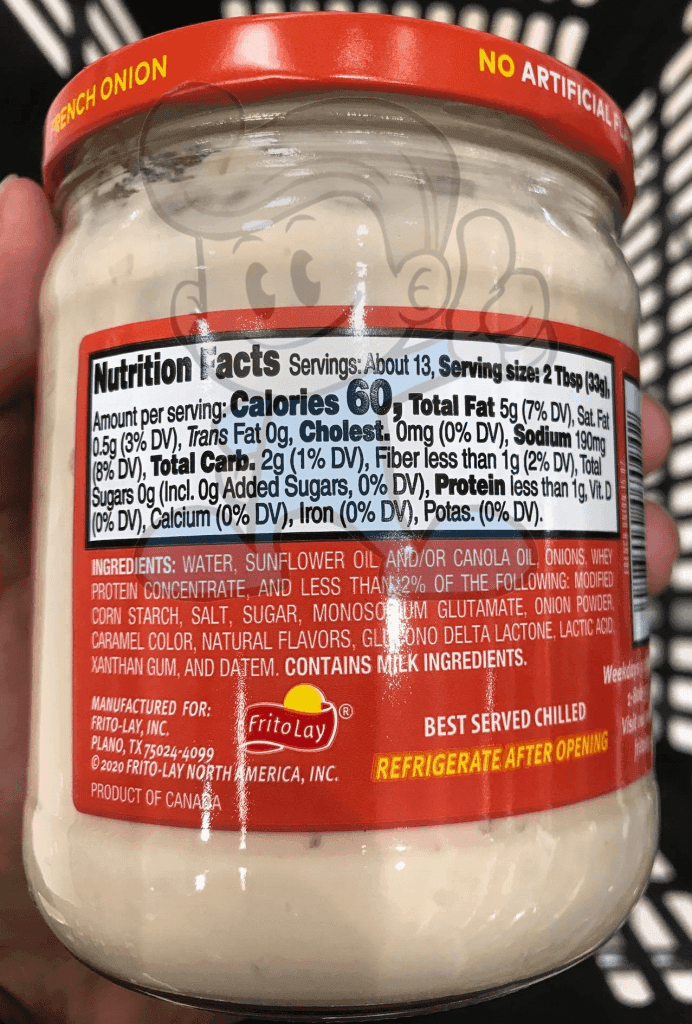 RENCH ONION
NO ARTIFICIAL
Nutrition Facts Servings: About 13, Serving size: 2 Tbsp (33g),
Amount per serving: Calories 60, Total Fat 5g (7% DV), Sat. Fat
0.5g (3% DV), Trans Fat 0g, Cholest. 0mg (0% DV), Sodium 190mg
(8% DV), Total Carb. 2g (1% DV), Fiber less than 1g (2% DV), Total
Sugars 0g (Incl. 0g Added Sugars, 0% DV), Protein less than 1g, Vit. D
(0% DV), Calcium (0% DV), Iron (0% DV), Potas. (0% DV).
INGREDIENTS: WATER, SUNFLOWER OIL AND/OR CANOLA OIL, ONIONS, WHEY
PROTEIN CONCENTRATE, AND LESS THAN 2% OF THE FOLLOWING: MODIFIED
CORN STARCH, SALT, SUGAR, MONOSODIUM GLUTAMATE, ONION POWDER,
CARAMEL COLOR, NATURAL FLAVORS, GLUCONO DELTA LACTONE, LACTIC ACID,
XANTHAN GUM, AND DATEM. CONTAINS MILK INGREDIENTS.
MANUFACTURED FOR:
FRITO-LAY, INC.
PLANO, TX 75024-4099
© 2020 FRITO-LAY NORTH AMERICA, INC.
PRODUCT OF CANADA
FritoLay ®
BEST SERVED CHILLED
REFRIGERATE AFTER OPENING